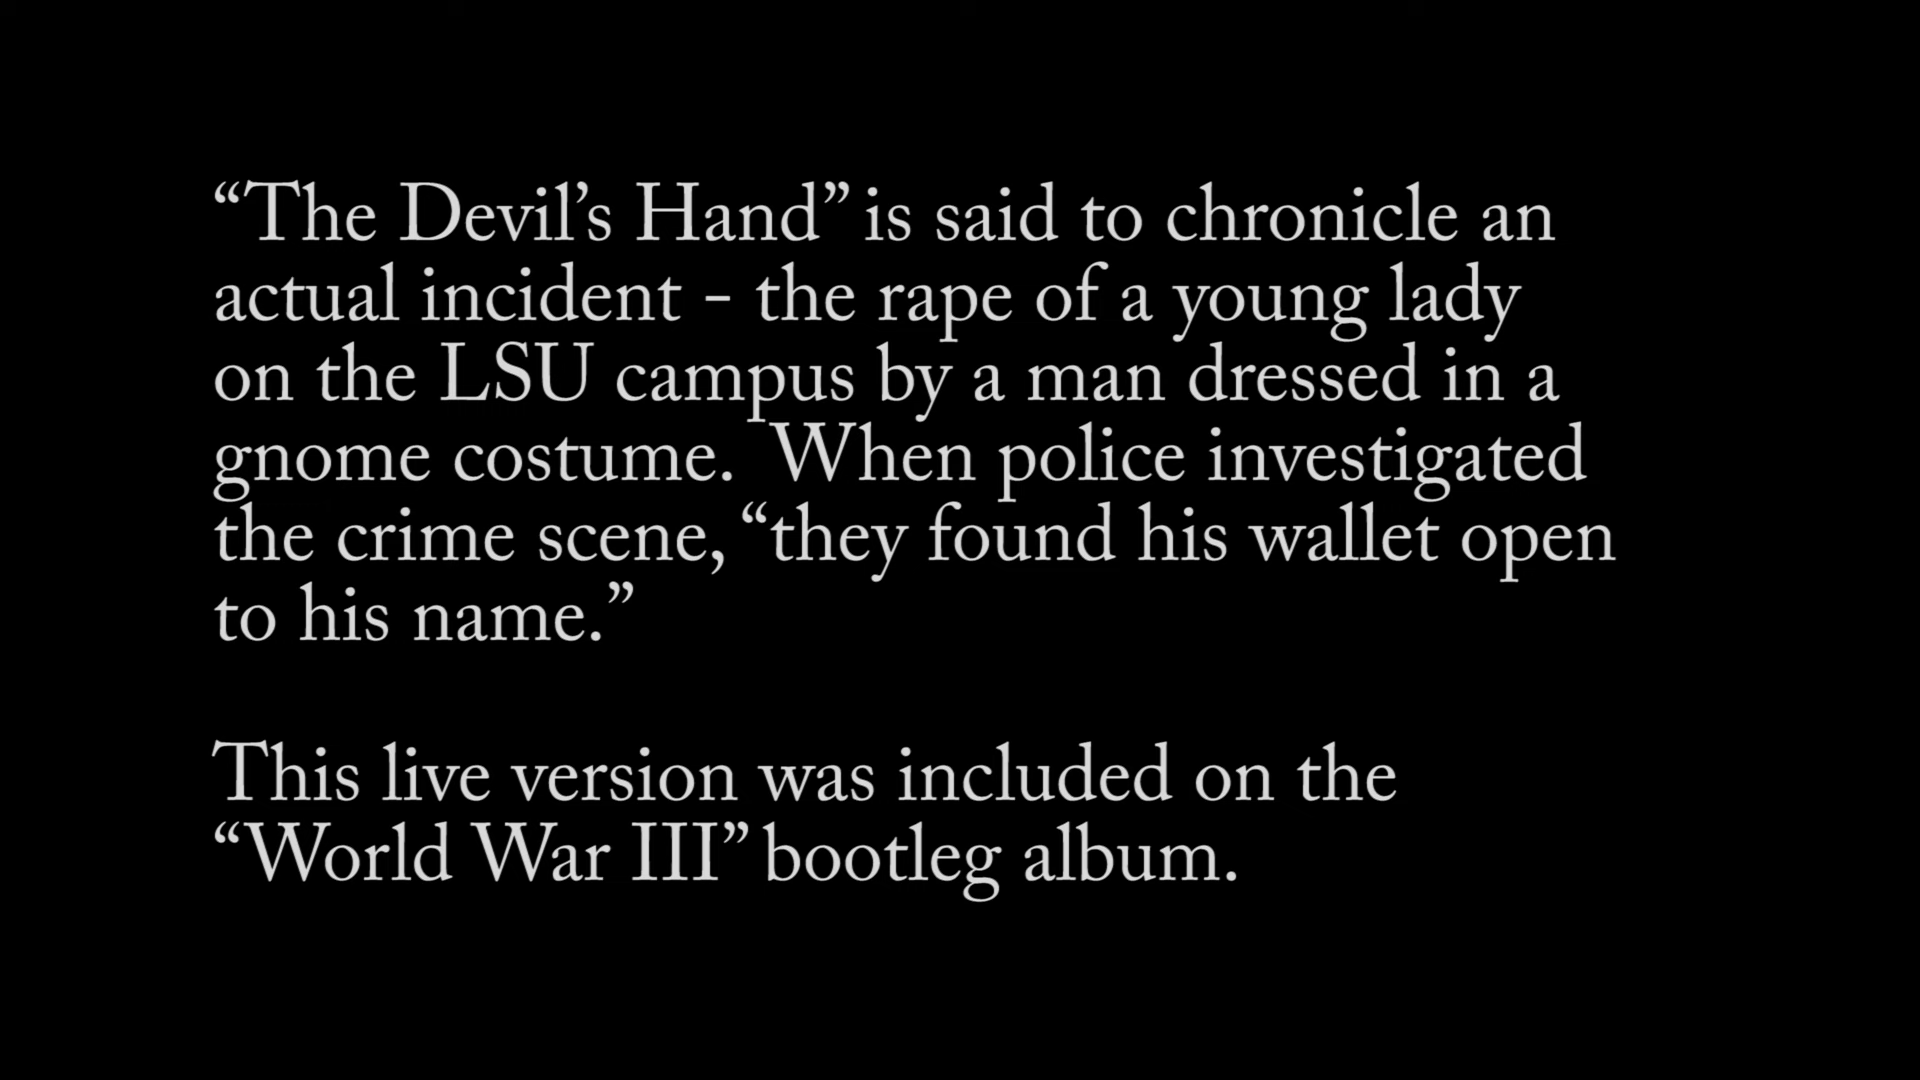 “The Devil’s Hand” is said to chronicle an
actual incident - the rape of a young lady
on the LSU campus by a man dressed in a
gnome costume.  When police investigated
the crime scene, “they found his wallet open
to his name.”
This live version was included on the
“World War III” bootleg album.